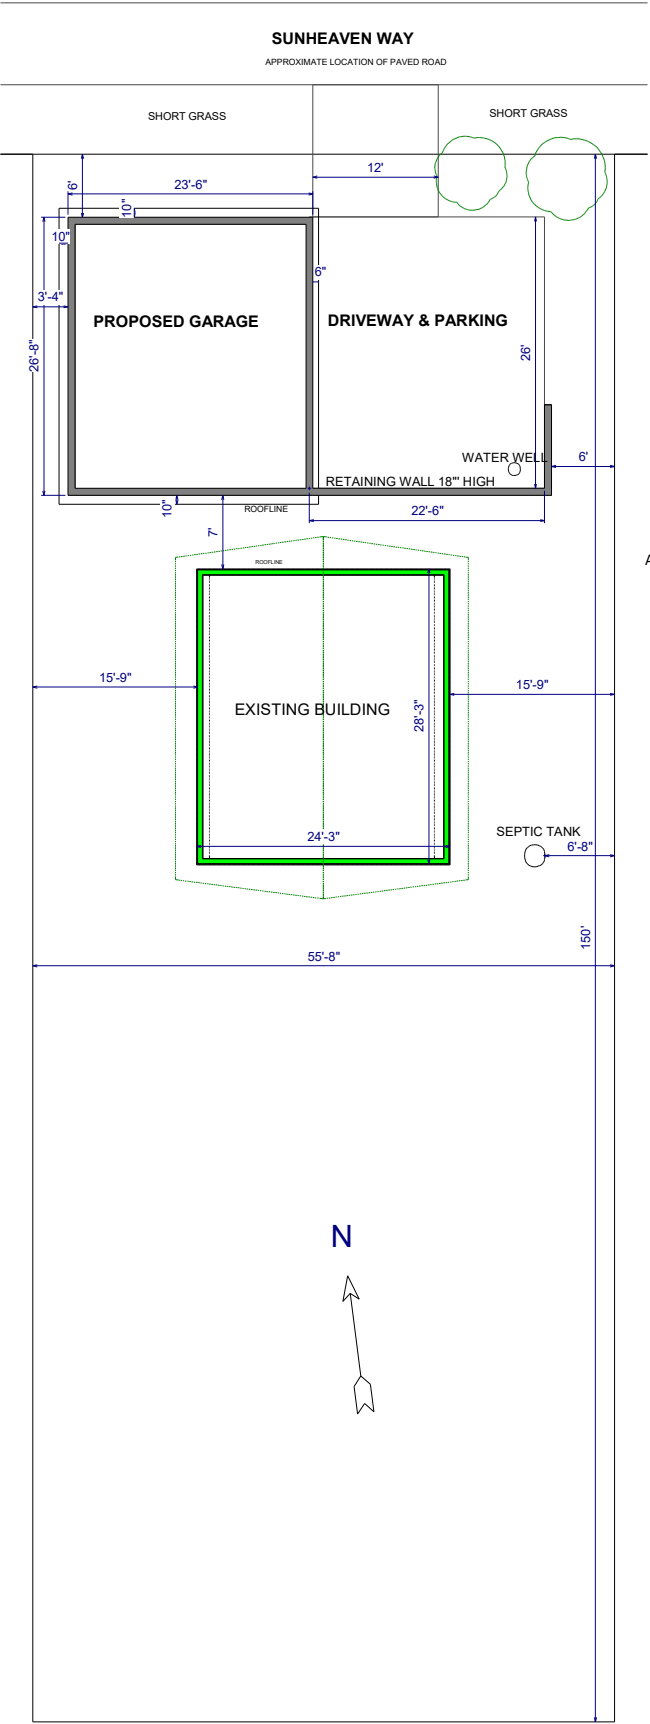 SUNHEAVEN WAY
APPROXIMATE LOCATION OF PAVED ROAD
SHORT GRASS
SHORT GRASS
12'
6'
23'-6"
10"
10"
6"
3'-4"
PROPOSED GARAGE
DRIVEWAY & PARKING
26'-8"
26'
WATER WELL
6'
RETAINING WALL 18'" HIGH
10"
ROOFLINE
22'-6"
7'
ROOFLINE
A
15'-9"
15'-9"
EXISTING BUILDING
28'-3"
24'-3"
SEPTIC TANK
6'-8"
150'
55'-8"
N